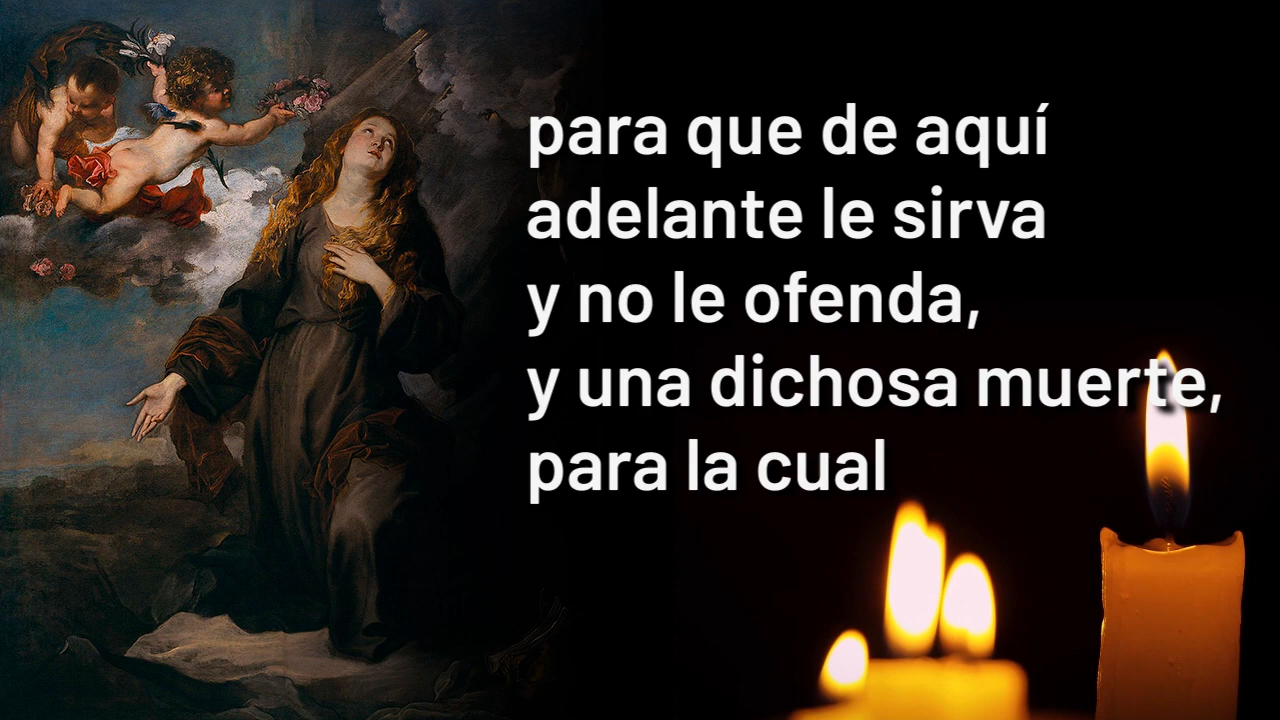 para que de aquí
adelante le sirva
y no le ofenda,
y una dichosa muerte,
para la cual